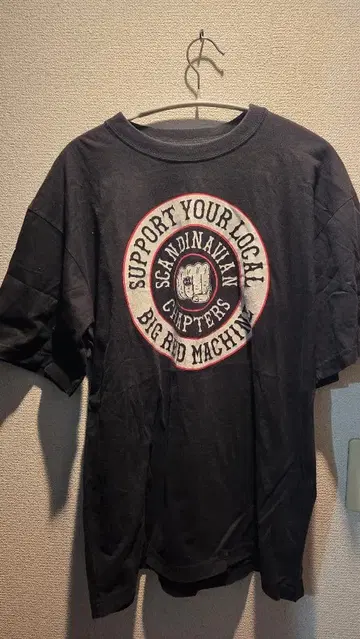 SUPPORT YOUR LOCAL
SCANDINAVIAN
CHAPTERS
BIG RED MACHINE